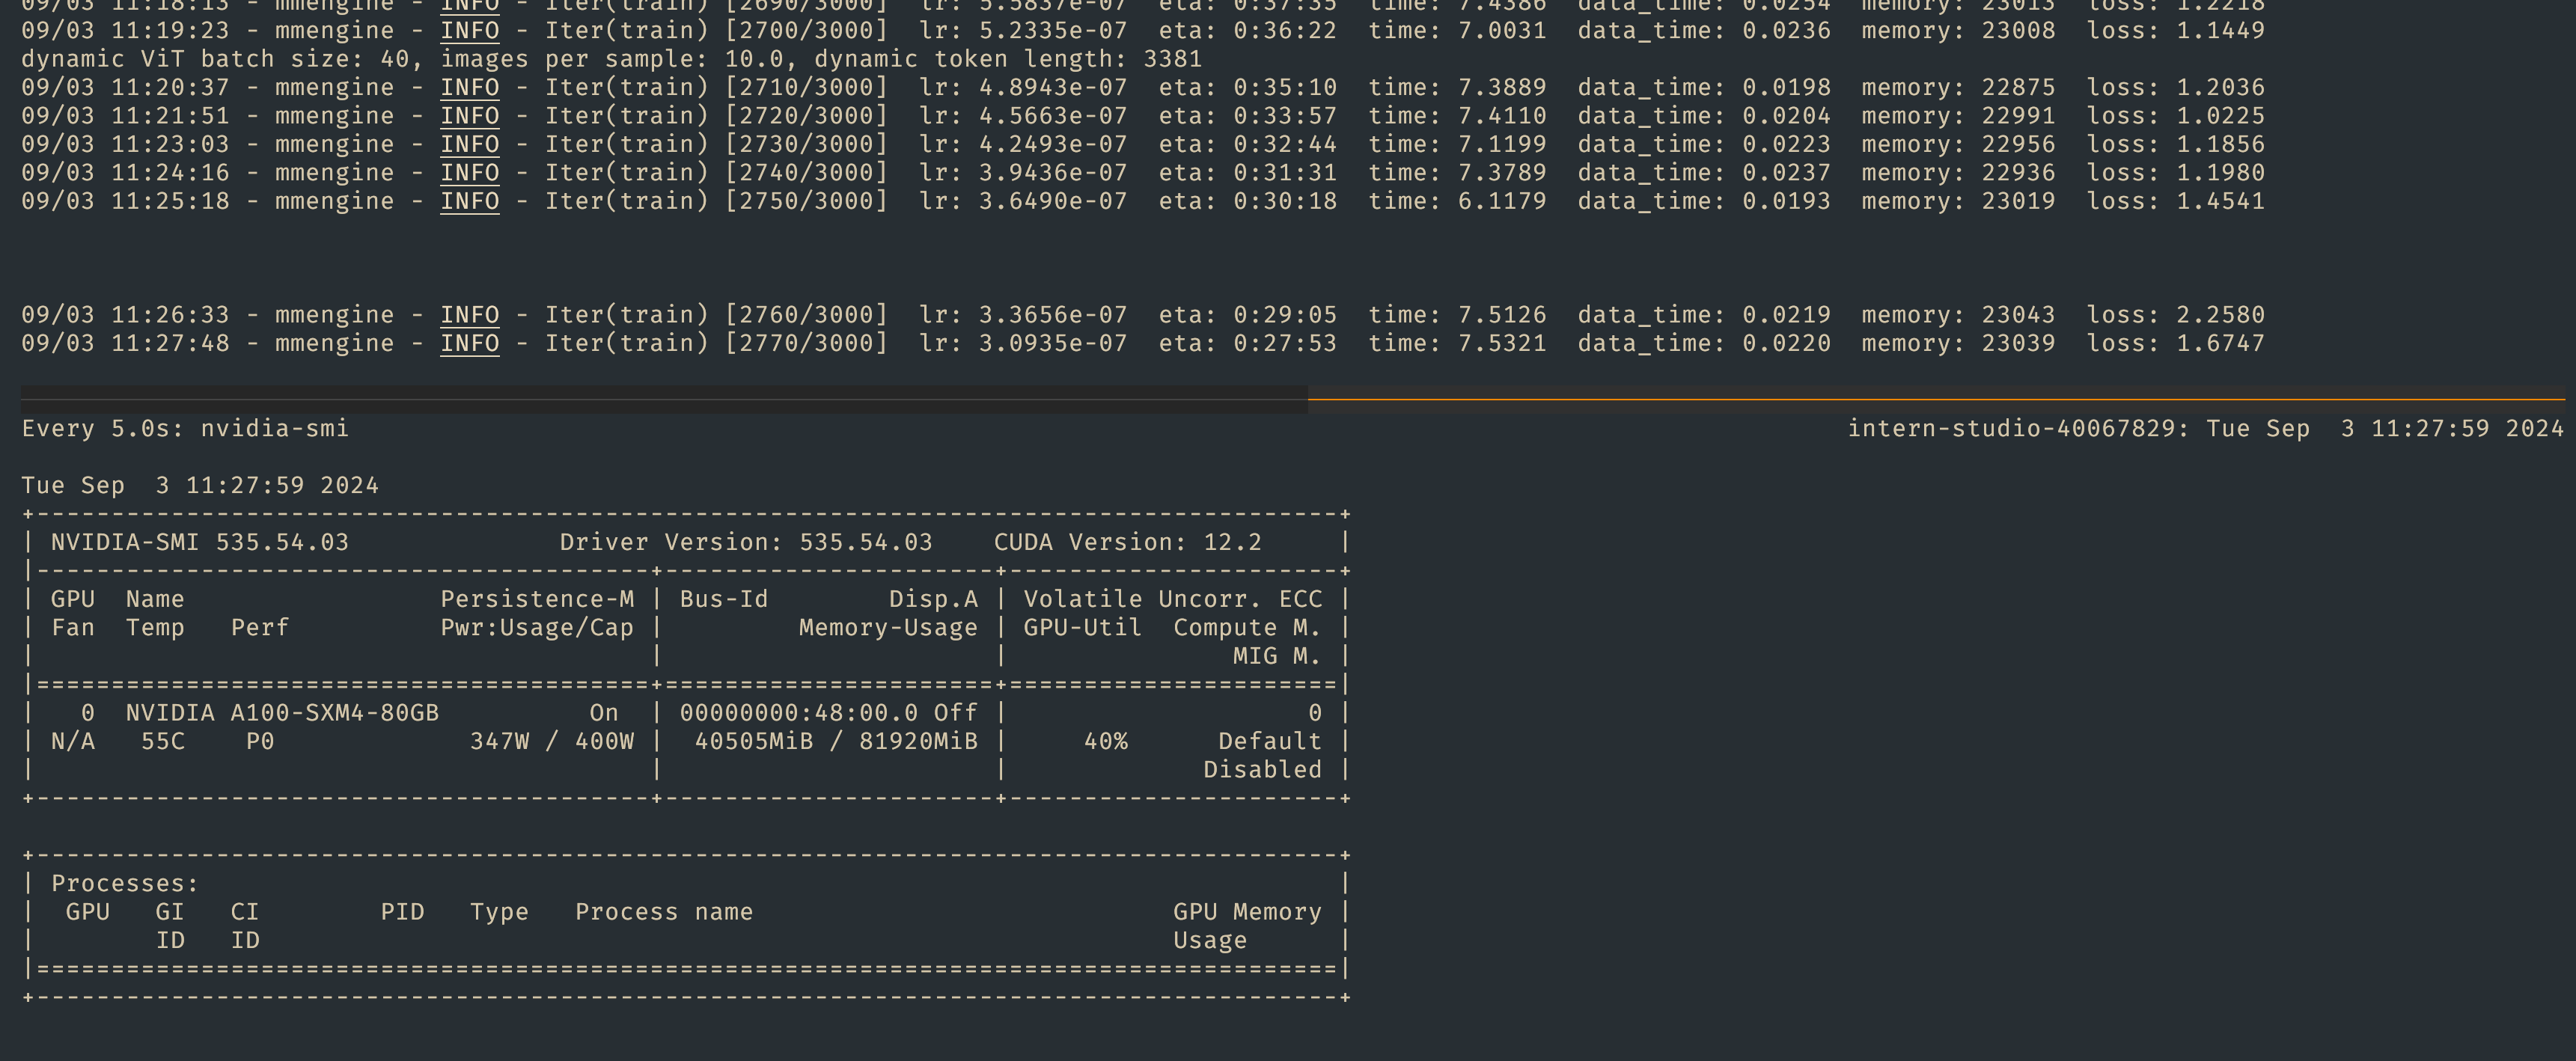 09/03 11:18:13 - mmengine - INFO - Iter(train) [2690/3000]  lr: 5.5837e-07  eta: 0:37:35  time: 7.4386  data_time: 0.0254  memory: 23013  loss: 1.2218
09/03 11:19:23 - mmengine - INFO - Iter(train) [2700/3000]  lr: 5.2335e-07  eta: 0:36:22  time: 7.0031  data_time: 0.0236  memory: 23008  loss: 1.1449
dynamic ViT batch size: 40, images per sample: 10.0, dynamic token length: 3381
09/03 11:20:37 - mmengine - INFO - Iter(train) [2710/3000]  lr: 4.8943e-07  eta: 0:35:10  time: 7.3889  data_time: 0.0198  memory: 22875  loss: 1.2036
09/03 11:21:51 - mmengine - INFO - Iter(train) [2720/3000]  lr: 4.5663e-07  eta: 0:33:57  time: 7.4110  data_time: 0.0204  memory: 22991  loss: 1.0225
09/03 11:23:03 - mmengine - INFO - Iter(train) [2730/3000]  lr: 4.2493e-07  eta: 0:32:44  time: 7.1199  data_time: 0.0223  memory: 22956  loss: 1.1856
09/03 11:24:16 - mmengine - INFO - Iter(train) [2740/3000]  lr: 3.9436e-07  eta: 0:31:31  time: 7.3789  data_time: 0.0237  memory: 22936  loss: 1.1980
09/03 11:25:18 - mmengine - INFO - Iter(train) [2750/3000]  lr: 3.6490e-07  eta: 0:30:18  time: 6.1179  data_time: 0.0193  memory: 23019  loss: 1.4541
09/03 11:26:33 - mmengine - INFO - Iter(train) [2760/3000]  lr: 3.3656e-07  eta: 0:29:05  time: 7.5126  data_time: 0.0219  memory: 23043  loss: 2.2580
09/03 11:27:48 - mmengine - INFO - Iter(train) [2770/3000]  lr: 3.0935e-07  eta: 0:27:53  time: 7.5321  data_time: 0.0220  memory: 23039  loss: 1.6747
Every 5.0s: nvidia-smi  intern-studio-40067829: Tue Sep  3 11:27:59 2024
Tue Sep  3 11:27:59 2024
+---------------------------------------------------------------------------------------+
| NVIDIA-SMI 535.54.03              Driver Version: 535.54.03    CUDA Version: 12.2     |
|-----------------------------------------+----------------------+----------------------+
| GPU  Name                 Persistence-M | Bus-Id        Disp.A | Volatile Uncorr. ECC |
| Fan  Temp   Perf          Pwr:Usage/Cap |         Memory-Usage | GPU-Util  Compute M. |
|                                         |                      |               MIG M. |
|=========================================+======================+======================|
|   0  NVIDIA A100-SXM4-80GB          On  | 00000000:48:00.0 Off |                    0 |
| N/A   55C    P0             347W / 400W |  40505MiB / 81920MiB |     40%      Default |
|                                         |                      |             Disabled |
+-----------------------------------------+----------------------+----------------------+
+---------------------------------------------------------------------------------------+
| Processes:                                                                            |
|  GPU   GI   CI        PID   Type   Process name                            GPU Memory |
|        ID   ID                                                             Usage      |
|=======================================================================================|
+---------------------------------------------------------------------------------------+